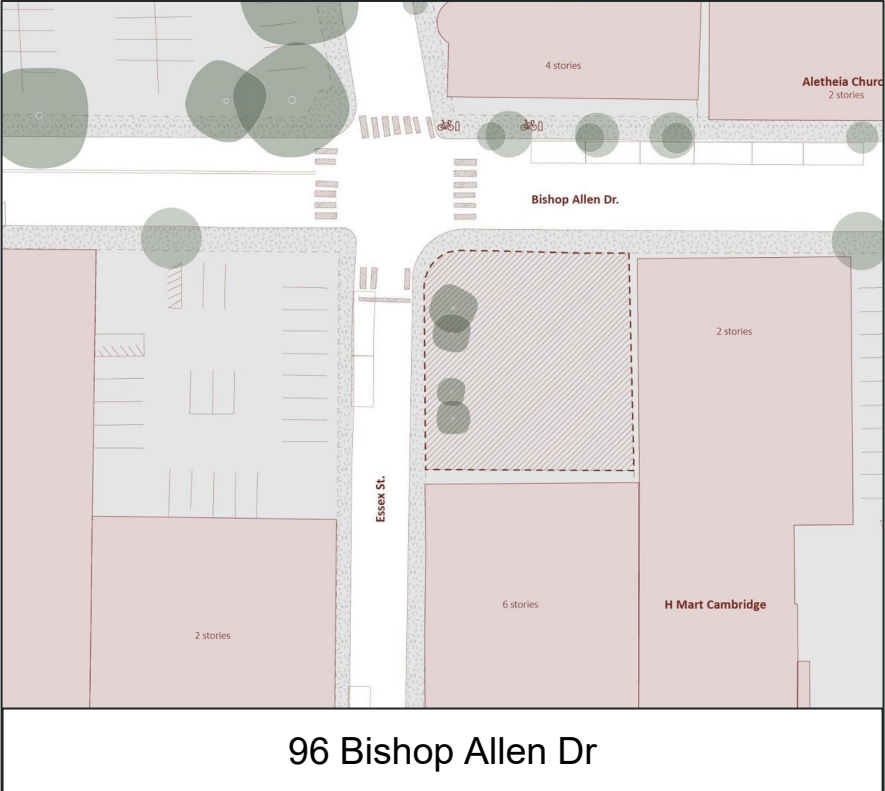 4 stories
Aletheia Churc
2 stories
Bishop Allen Dr.
2 stories
Essex St.
6 stories
H Mart Cambridge
2 stories
96 Bishop Allen Dr